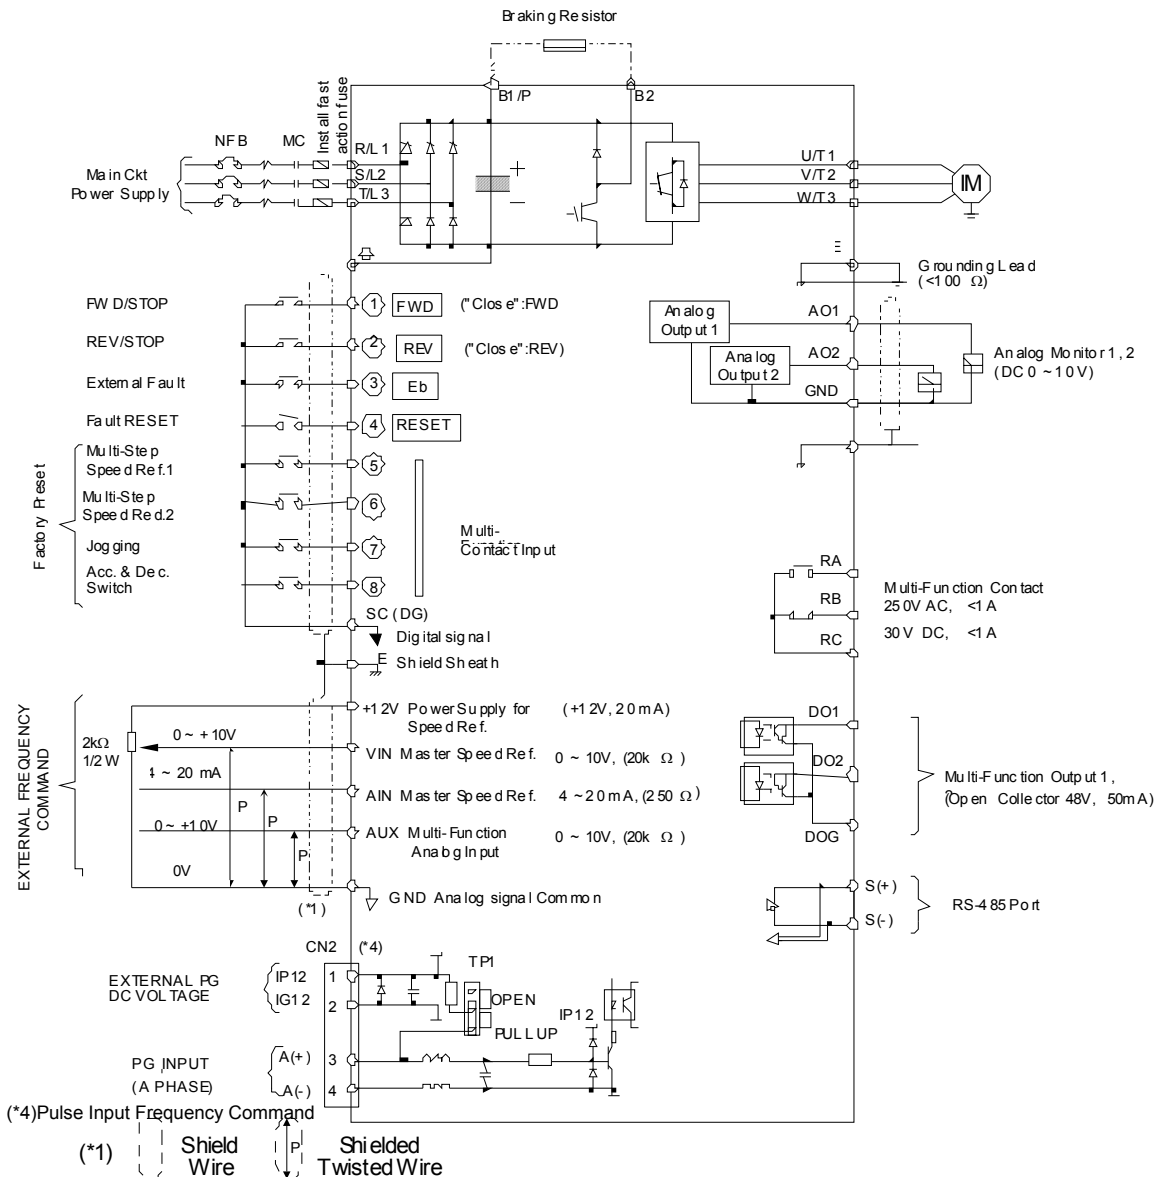 Braking Resistor
B1/P
B2
Install fast
action fuse
NFB
MC
R/L1
S/L2
T/L3
Main Ckt
Power Supply
+
−
U/T1
V/T2
W/T3
IM
E
Grounding Lead
(<100 Ω)
FWD/STOP
1
FWD
("Close":FWD
REV/STOP
2
REV
("Close":REV)
External Fault
3
Eb
Fault RESET
4
RESET
Factory Preset
Multi-Step
Speed Ref.1
5
Multi-Step
Speed Red.2
6
Jogging
7
Acc. & Dec.
Switch
8
Multi-
Contact Input
Analog
Output 1
Analog
Output 2
AO1
AO2
GND
Analog Monitor 1, 2
(DC 0 ~ 10V)
SC (DG)
Digital signal
E
Shield Sheath
RA
RB
RC
Multi-Function Contact
250V AC, <1A
30V DC, <1A
EXTERNAL FREQUENCY
COMMAND
2kΩ
1/2 W
0 ~ +10V
4 ~ 20 mA
0 ~ +10V
0V
P
P
P
(*1)
+12V Power Supply for
Speed Ref.
(+12V, 20mA)
VIN Master Speed Ref.
0 ~ 10V, (20k Ω)
AIN Master Speed Ref.
4 ~ 20mA, (250 Ω)
AUX Multi-Function
Analog Input
0 ~ 10V, (20k Ω)
GND Analog signal Common
DO1
DO2
DOG
Multi-Function Output 1,
(Open Collector 48V, 50mA)
S(+)
S(-)
RS-485 Port
CN2
(*4)
EXTERNAL PG
DC VOLTAGE
IP12
IG12
1
2
TP1
OPEN
PULL UP
IP12
PG INPUT
(A PHASE)
A(+)
A(-)
3
4
(*4)Pulse Input Frequency Command
(*1)
Shield
Wire
P
Shielded
Twisted Wire